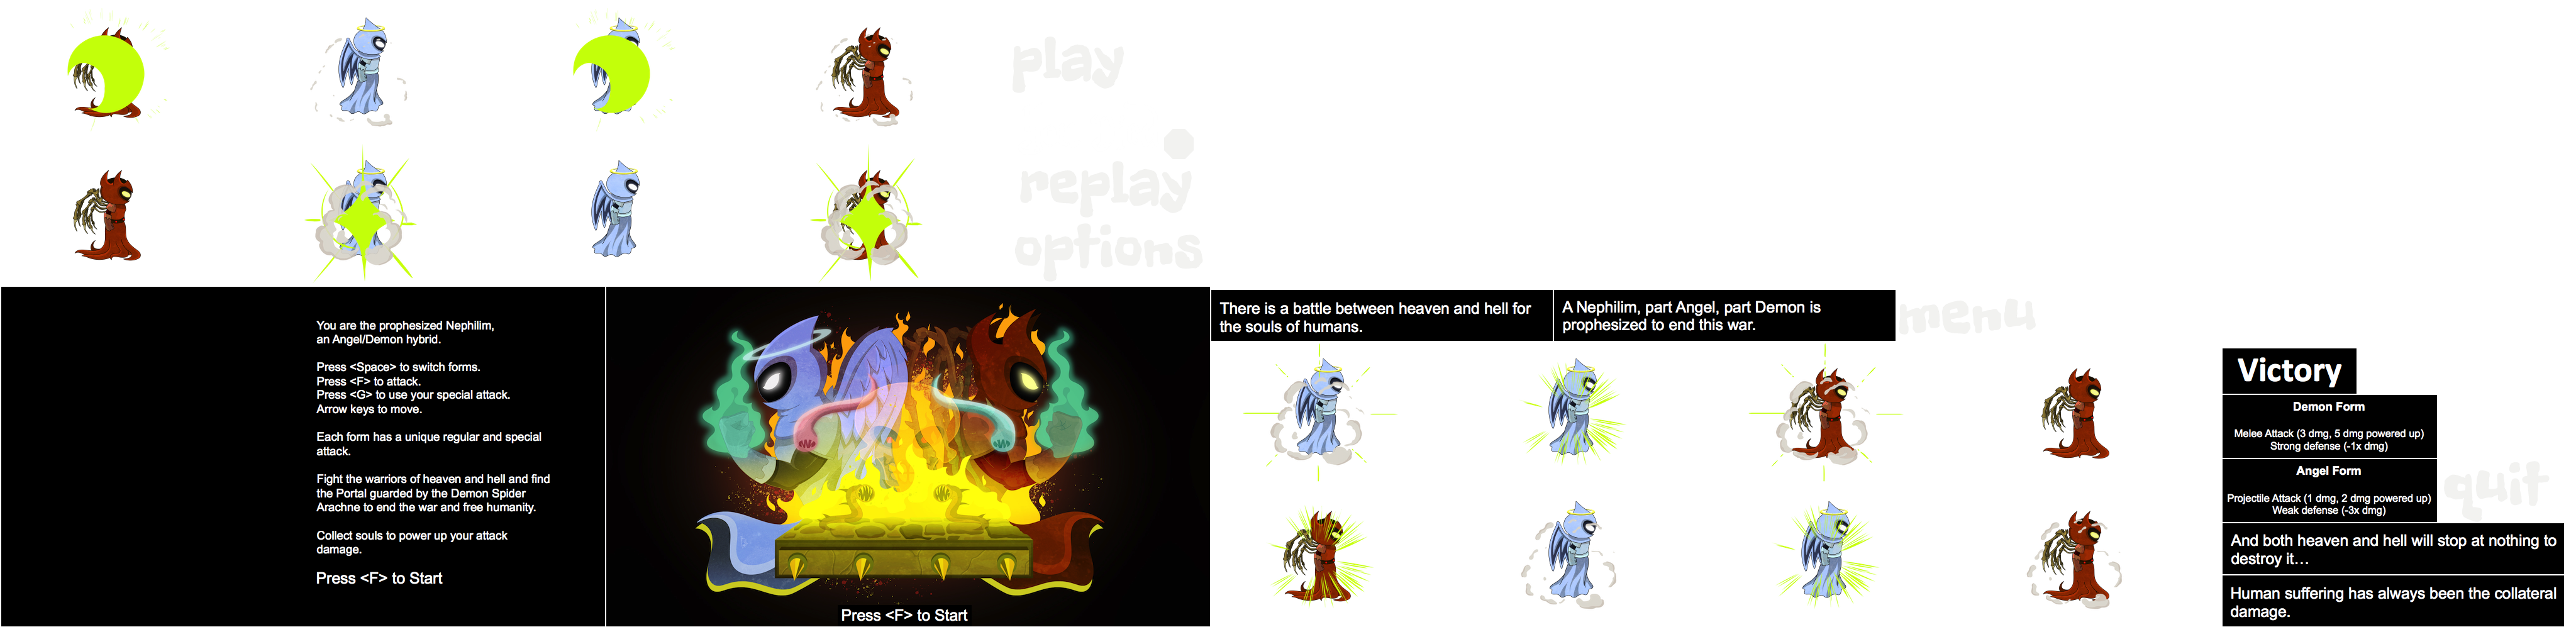 play
replay
options
You are the prophesized Nephilim,
an Angel/Demon hybrid.
Press <Space> to switch forms.
Press <F> to attack.
Press <G> to use your special attack.
Arrow keys to move.
Each form has a unique regular and special
attack.
Fight the warriors of heaven and hell and find
the Portal guarded by the Demon Spider
Arachne to end the war and free humanity.
Collect souls to power up your attack
damage.
Press <F> to Start
Press <F> to Start
There is a battle between heaven and hell for
the souls of humans.
A Nephilim, part Angel, part Demon is
prophesized to end this war.
menu
Victory
Demon Form
Melee Attack (3 dmg, 5 dmg powered up)
Strong defense (-1x dmg)
Angel Form
Projectile Attack (1 dmg, 2 dmg powered up)
Weak defense (-3x dmg)
quit
And both heaven and hell will stop at nothing to
destroy it...
Human suffering has always been the collateral
damage.